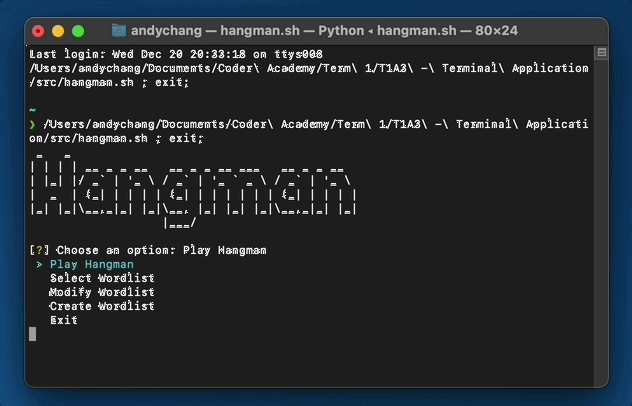 andychang — hangman.sh — Python ◂ hangman.sh — 80×24
Last login: Wed Dec 20 20:33:18 on ttys008
/Users/andychang/Documents/Coder\ Academy/Term\ 1/T1A3\ -\ Terminal\ Application
/src/hangman.sh ; exit;
~
❯ /Users/andychang/Documents/Coder\ Academy/Term\ 1/T1A3\ -\ Terminal\ Applicati
on/src/hangman.sh ; exit;
Hangman
[?] Choose an option: Play Hangman
> Play Hangman
Select Wordlist
Modify Wordlist
Create Wordlist
Exit